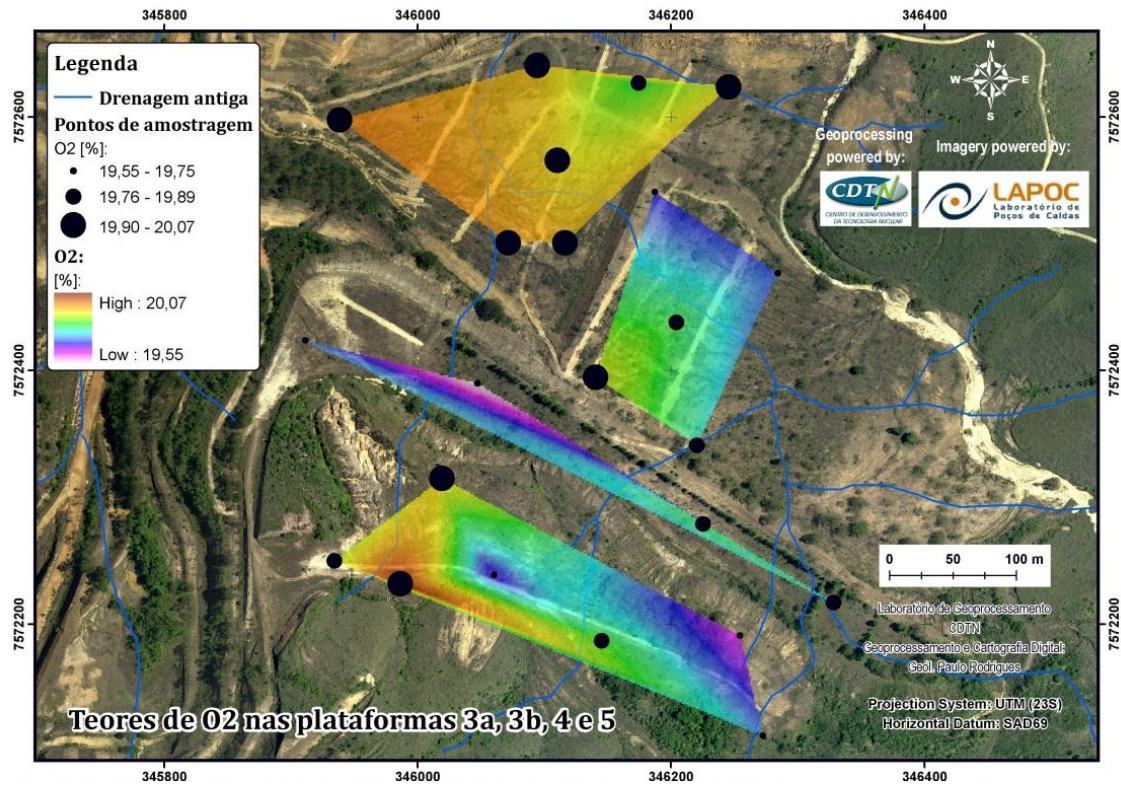 345800 346000 346200 346400
Legenda
Drenagem antiga
Pontos de amostragem
O2 [%]:
19,55 - 19,75
19,76 - 19,89
19,90 - 20,07
O2:
[%]:
High : 20,07
Low : 19,55
N
W E
S
Geoprocessing
powered by:
Imagery powered by:
CDTN
CENTRO DE DESENVOLVIMENTO
DA TECNOLOGIA NUCLEAR
LAPOC
Laboratório de
Poços de Caldas
7572600 7572600
7572400 7572400
7572200 7572200
0 50 100 m
Laboratório de Geoprocessamento
CDTN
Geoprocessamento e Cartografia Digital:
Geól. Paulo Rodrigues
Projection System: UTM (23S)
Horizontal Datum: SAD69
Teores de O2 nas plataformas 3a, 3b, 4 e 5
345800 346000 346200 346400